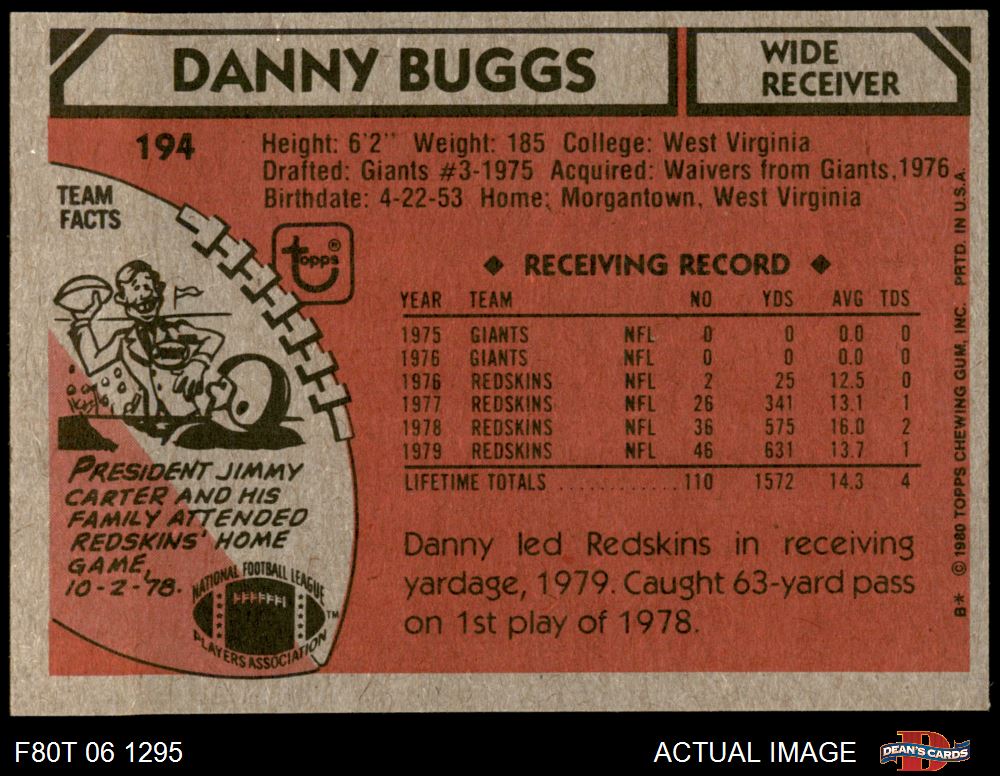 DANNY BUGGS
WIDE
RECEIVER
194
Height: 6'2" Weight: 185 College: West Virginia
Drafted: Giants #3-1975 Acquired: Waivers from Giants, 1976
Birthdate: 4-22-53 Home: Morgantown, West Virginia
TEAM
FACTS
topps®
◆ RECEIVING RECORD ◆
YEAR TEAM NO YDS AVG TDS
1975 GIANTS NFL 0 0 0.0 0
1976 GIANTS NFL 0 0 0.0 0
1976 REDSKINS NFL 2 25 12.5 0
1977 REDSKINS NFL 26 341 13.1 1
1978 REDSKINS NFL 36 575 16.0 2
1979 REDSKINS NFL 46 631 13.7 1
LIFETIME TOTALS ............ 110 1572 14.3 4
PRESIDENT JIMMY
CARTER AND HIS
FAMILY ATTENDED
REDSKINS' HOME
GAME,
10-2-'78.
NATIONAL FOOTBALL LEAGUE
PLAYERS ASSOCIATION
TM
Danny led Redskins in receiving
yardage, 1979. Caught 63-yard pass
on 1st play of 1978.
B* © 1980 TOPPS CHEWING GUM, INC. PRTD. IN U.S.A.
F80T 06 1295
ACTUAL IMAGE
DEAN'S CARDS